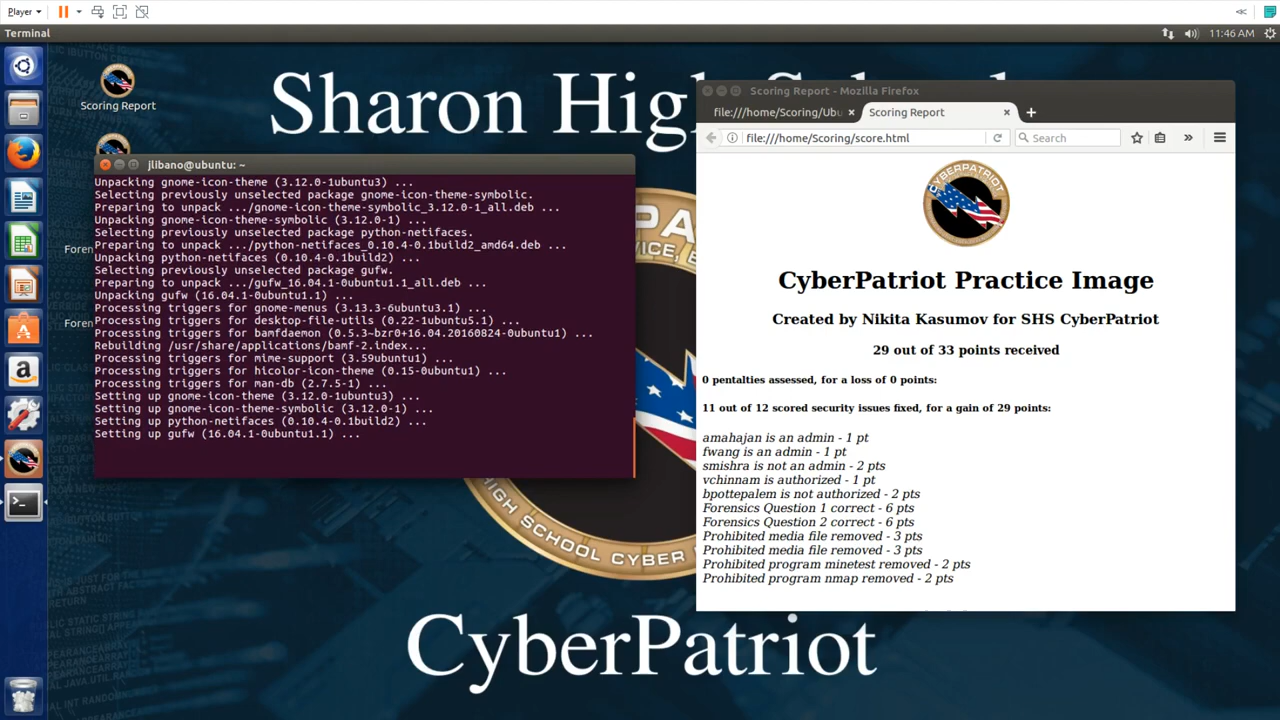 Player
Terminal
11:46 AM
Sharon High
Scoring Report
jlibano@ubuntu: ~
Unpacking gnome-icon-theme (3.12.0-1ubuntu3) ...
Selecting previously unselected package gnome-icon-theme-symbolic.
Preparing to unpack .../gnome-icon-theme-symbolic_3.12.0-1_all.deb ...
Unpacking gnome-icon-theme-symbolic (3.12.0-1) ...
Selecting previously unselected package python-netifaces.
Preparing to unpack .../python-netifaces_0.10.4-0.1build2_amd64.deb ...
Unpacking python-netifaces (0.10.4-0.1build2) ...
Selecting previously unselected package gufw.
Preparing to unpack .../gufw_16.04.1-0ubuntu1.1_all.deb ...
Unpacking gufw (16.04.1-0ubuntu1.1) ...
Processing triggers for gnome-menus (3.13.3-6ubuntu3.1) ...
Processing triggers for desktop-file-utils (0.22-1ubuntu5.1) ...
Processing triggers for bamfdaemon (0.5.3~bzr0+16.04.20160824-0ubuntu1) ...
Rebuilding /usr/share/applications/bamf-2.index...
Processing triggers for mime-support (3.59ubuntu1) ...
Processing triggers for hicolor-icon-theme (0.15-0ubuntu1) ...
Processing triggers for man-db (2.7.5-1) ...
Setting up gnome-icon-theme (3.12.0-1ubuntu3) ...
Setting up gnome-icon-theme-symbolic (3.12.0-1) ...
Setting up python-netifaces (0.10.4-0.1build2) ...
Setting up gufw (16.04.1-0ubuntu1.1) ...
Foren
Foren
Scoring Report - Mozilla Firefox
file:///home/Scoring/Ubu
Scoring Report
file:///home/Scoring/score.html
Search
CYBERPATRIOT
CyberPatriot Practice Image
Created by Nikita Kasumov for SHS CyberPatriot
29 out of 33 points received
0 pentalties assessed, for a loss of 0 points:
11 out of 12 scored security issues fixed, for a gain of 29 points:
amahajan is an admin - 1 pt
fwang is an admin - 1 pt
smishra is not an admin - 2 pts
vchinnam is authorized - 1 pt
bpottepalem is not authorized - 2 pts
Forensics Question 1 correct - 6 pts
Forensics Question 2 correct - 6 pts
Prohibited media file removed - 3 pts
Prohibited media file removed - 3 pts
Prohibited program minetest removed - 2 pts
Prohibited program nmap removed - 2 pts
HIGH SCHOOL CYBER
CyberPatriot